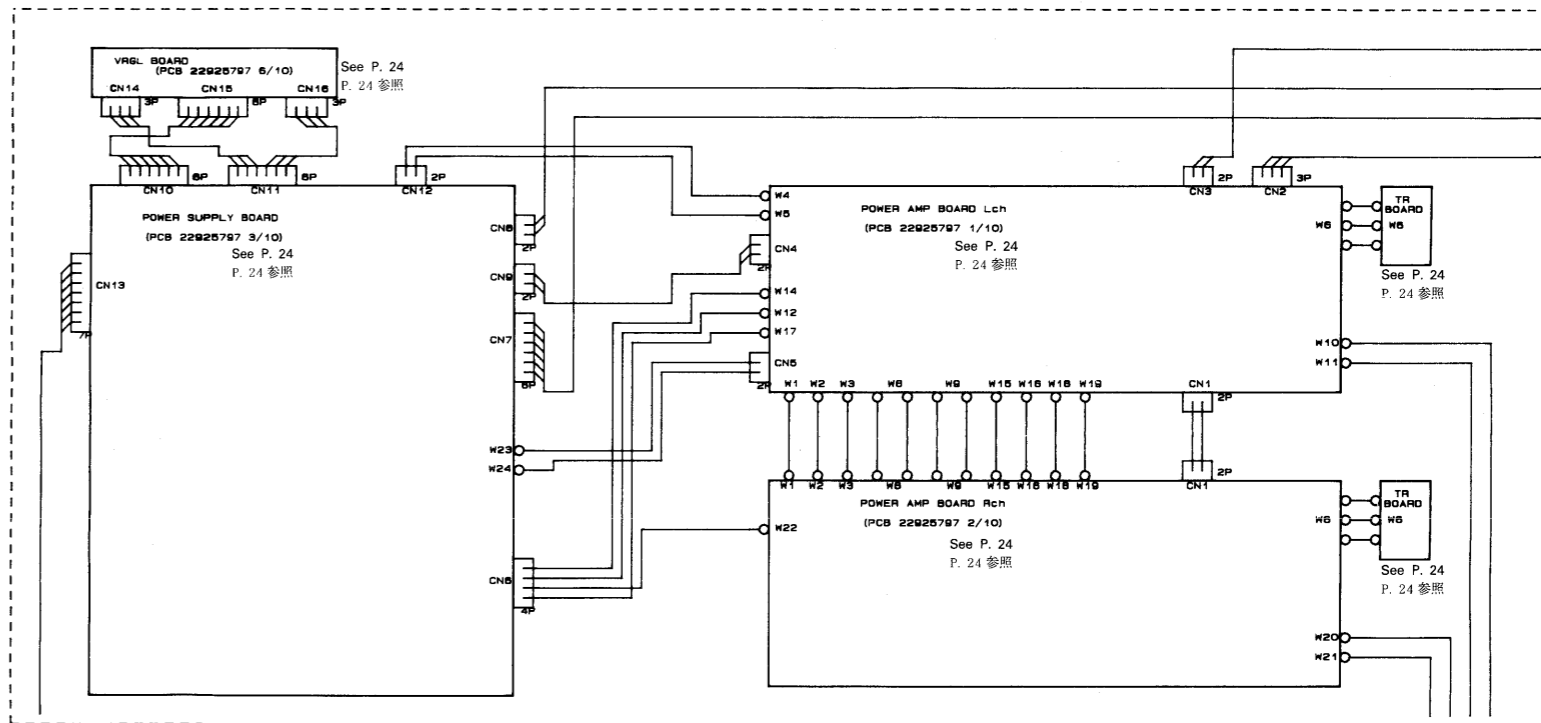 VRGL BOARD
(PCB 22925797 6/10)
See P. 24
P. 24 参照
CN14
CN15
CN16
3P
6P
3P
6P
6P
2P
CN10
CN11
CN12
POWER SUPPLY BOARD
(PCB 22925797 3/10)
See P. 24
P. 24 参照
CN13
7P
CN8
2P
CN9
2P
CN7
6P
W23
W24
CN6
4P
2P
3P
CN3
CN2
W4
W5
CN4
2P
W14
W12
W17
CN5
2P
POWER AMP BOARD Lch
(PCB 22925797 1/10)
See P. 24
P. 24 参照
W6
TR
BOARD
W6
See P. 24
P. 24 参照
W10
W11
W1 W2 W3 W8 W9 W15 W16 W18 W19
CN1
2P
2P
W1 W2 W3 W8 W9 W15 W16 W18 W19
CN1
POWER AMP BOARD Rch
(PCB 22925797 2/10)
See P. 24
P. 24 参照
W22
W6
TR
BOARD
W6
See P. 24
P. 24 参照
W20
W21